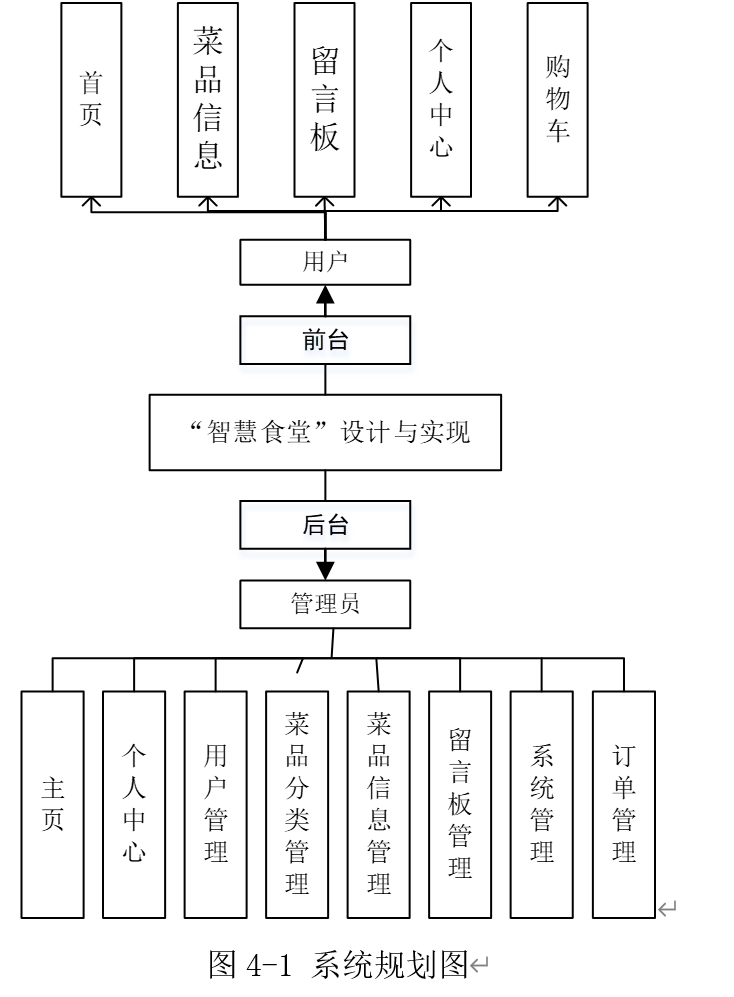 首页
菜品信息
留言板
个人中心
购物车
用户
前台
“智慧食堂”设计与实现
后台
管理员
主页
个人中心
用户管理
菜品分类管理
菜品信息管理
留言板管理
系统管理
订单管理
图 4-1 系统规划图